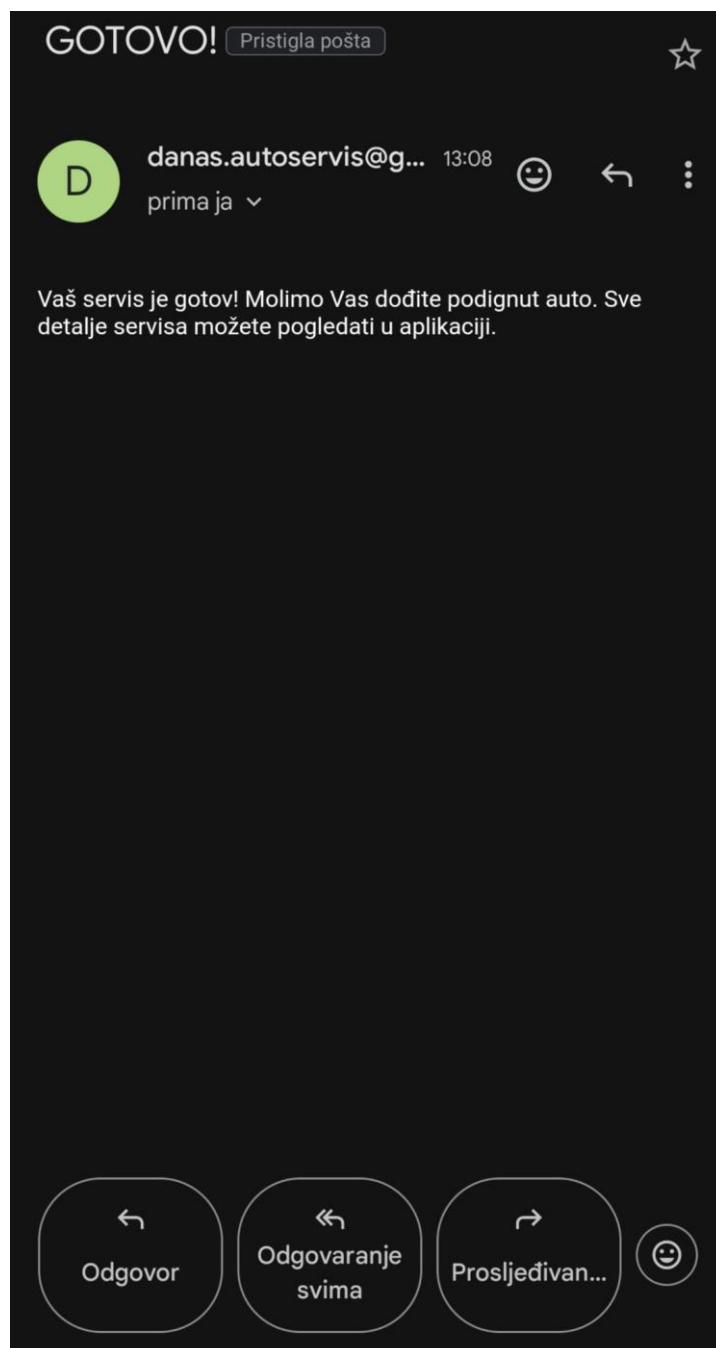 GOTOVO! Pristigla pošta
D
danas.autoservis@g... 13:08
prima ja
Vaš servis je gotov! Molimo Vas dođite podignut auto. Sve
detalje servisa možete pogledati u aplikaciji.
Odgovor
Odgovaranje
svima
Prosljeđivan...